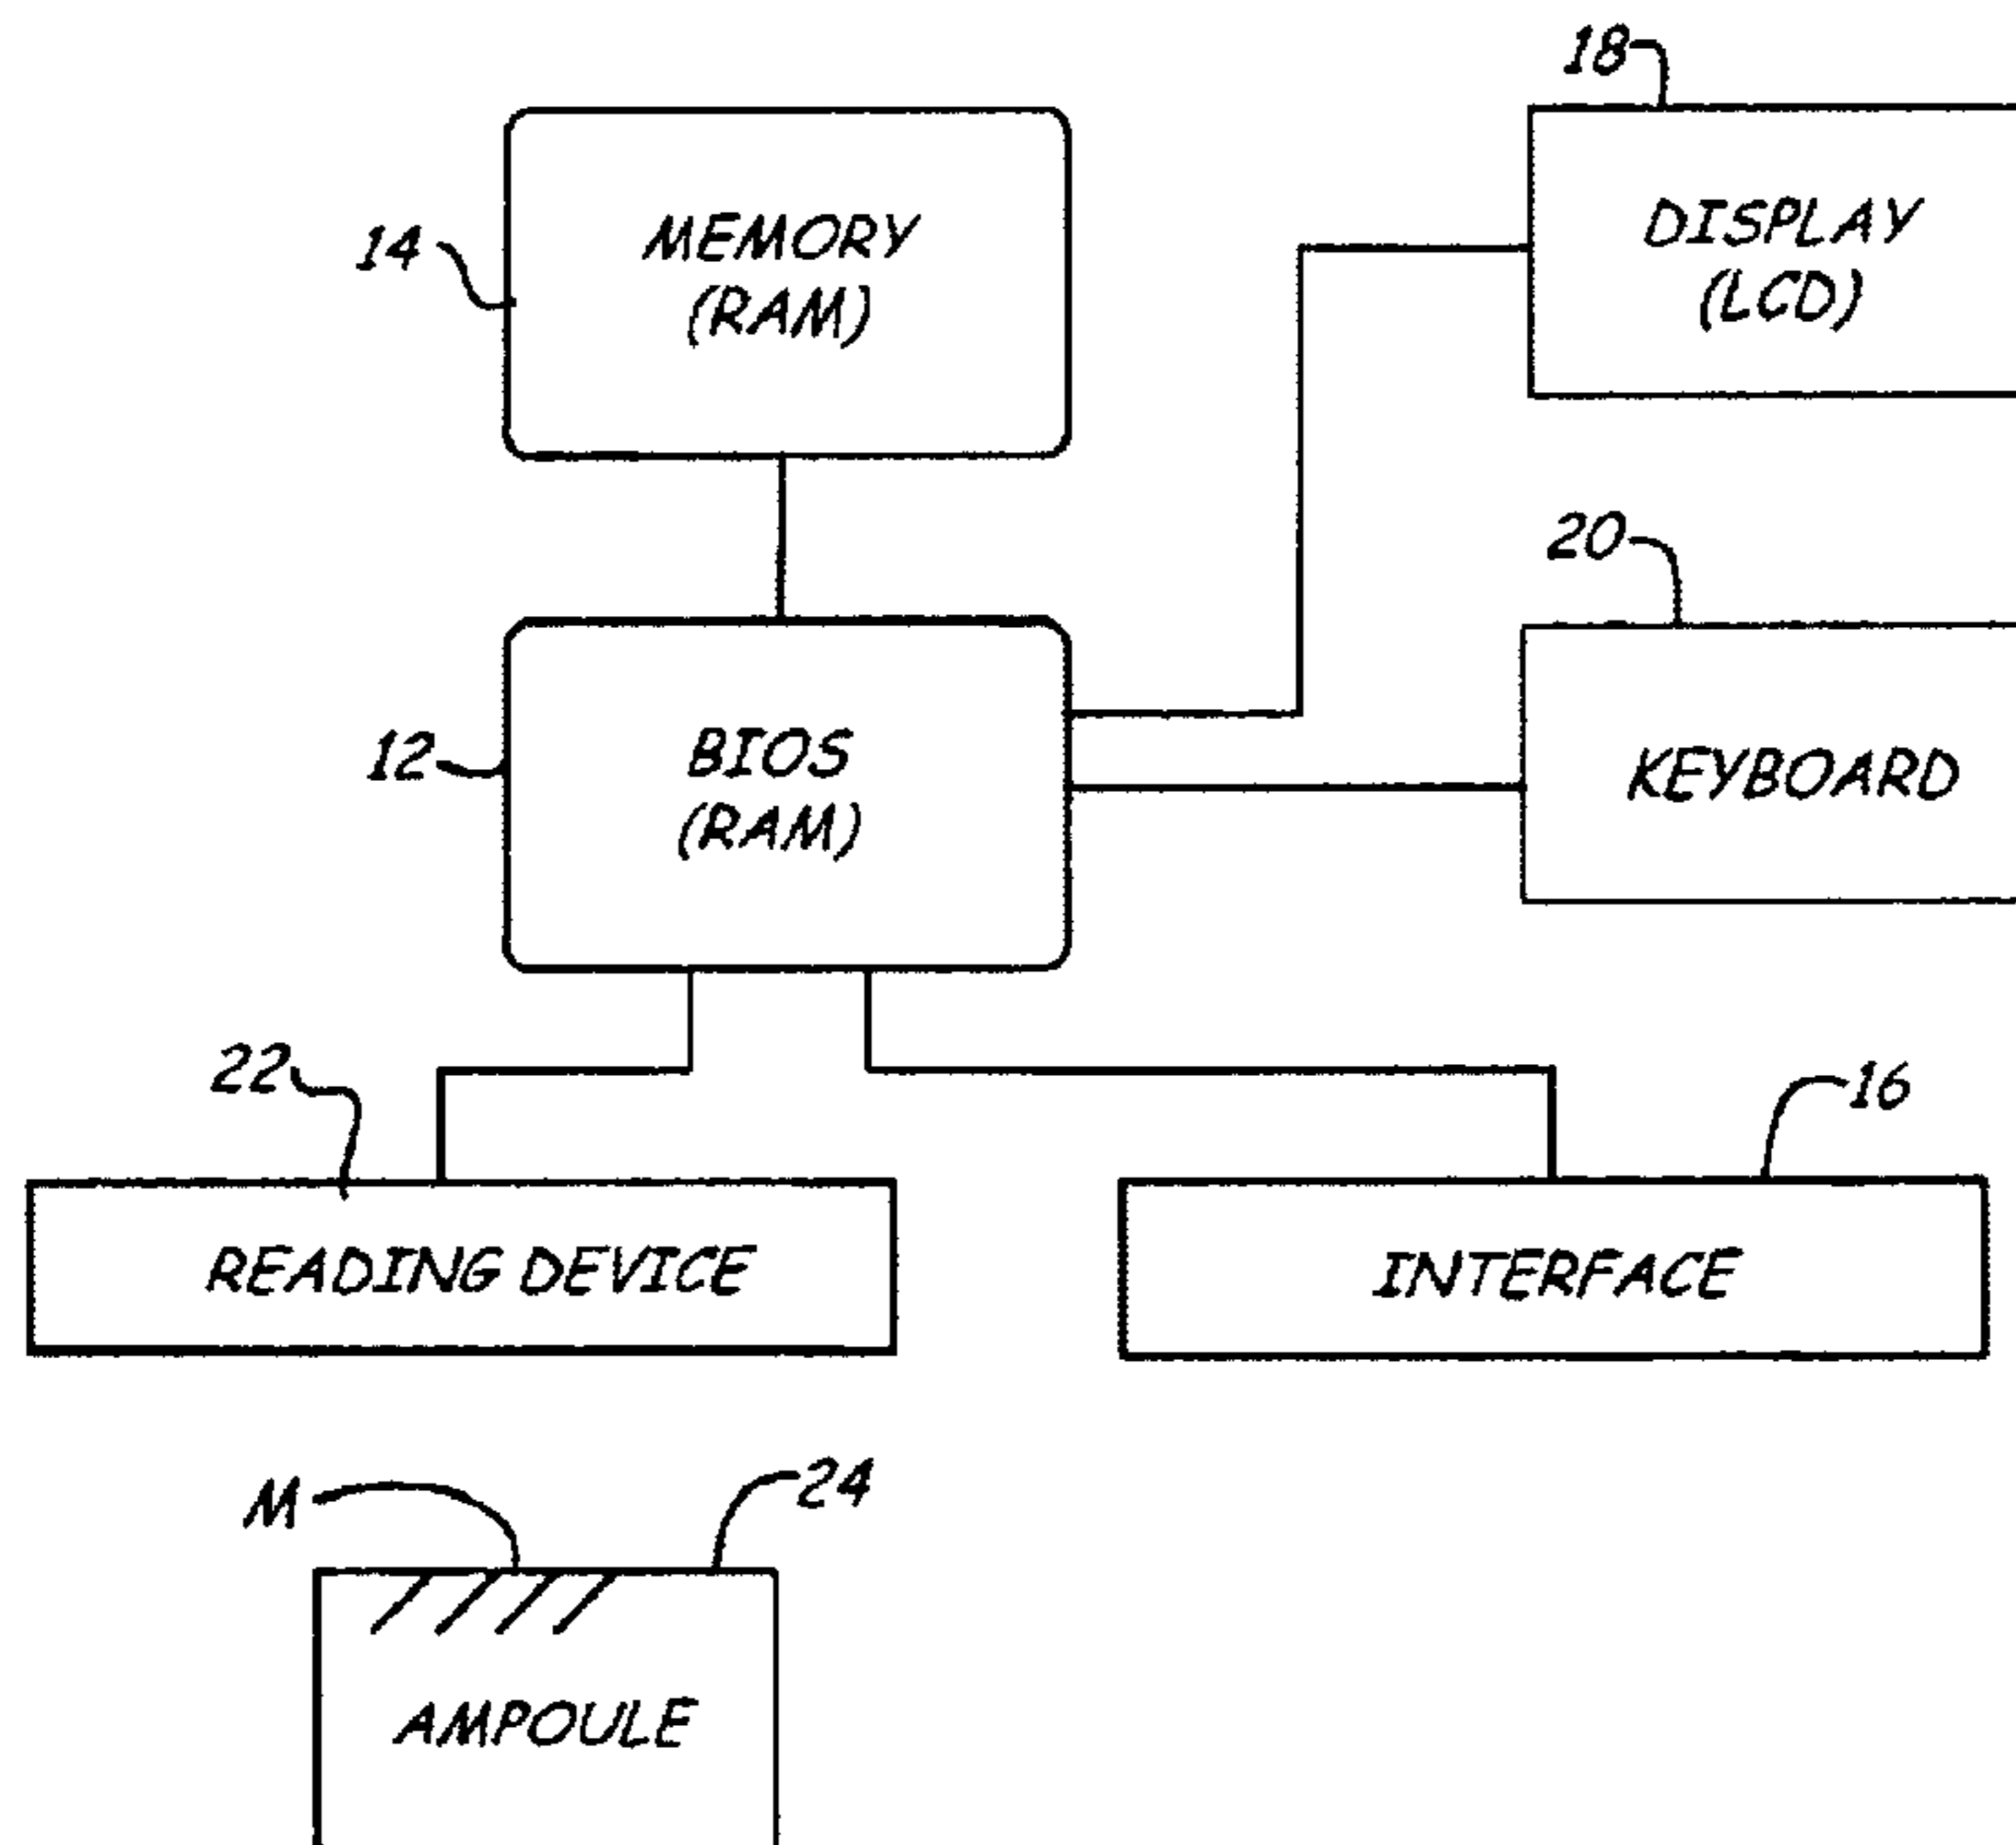 18
14
MEMORY
(RAM)
DISPLAY
(LCD)
20
12
BIOS
(RAM)
KEYBOARD
22
16
READING DEVICE
INTERFACE
M
24
AMPOULE